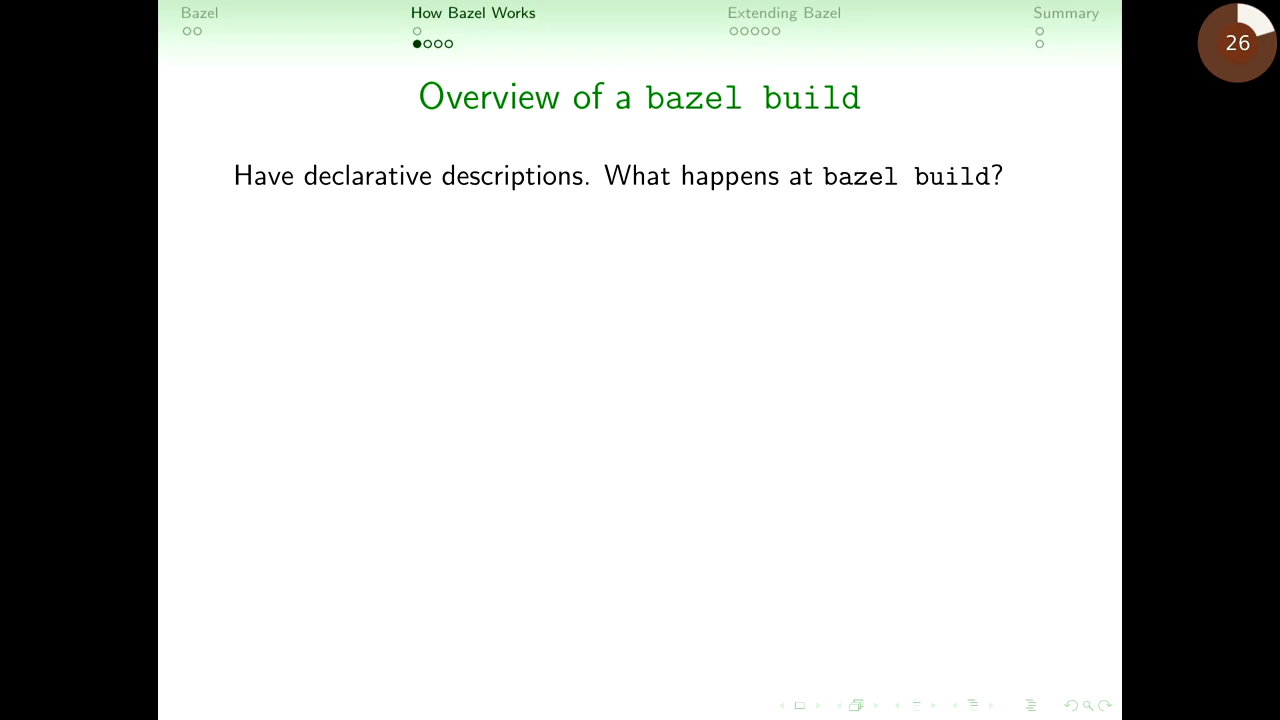 Bazel
How Bazel Works
Extending Bazel
Summary
26
Overview of a bazel build
Have declarative descriptions. What happens at bazel build?